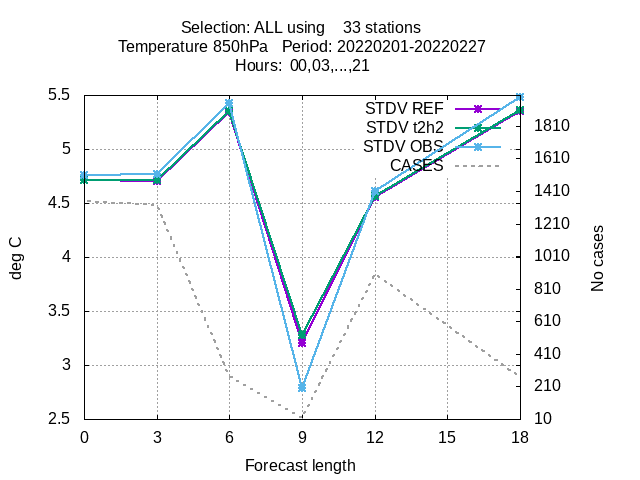 Selection: ALL using    33 stations
Temperature 850hPa   Period: 20220201-20220227
Hours:  00,03,...,21
STDV REF
STDV t2h2
STDV OBS
CASES
5.5
5
4.5
4
3.5
3
2.5
deg C
1810
1610
1410
1210
1010
810
610
410
210
10
No cases
0 3 6 9 12 15 18
Forecast length